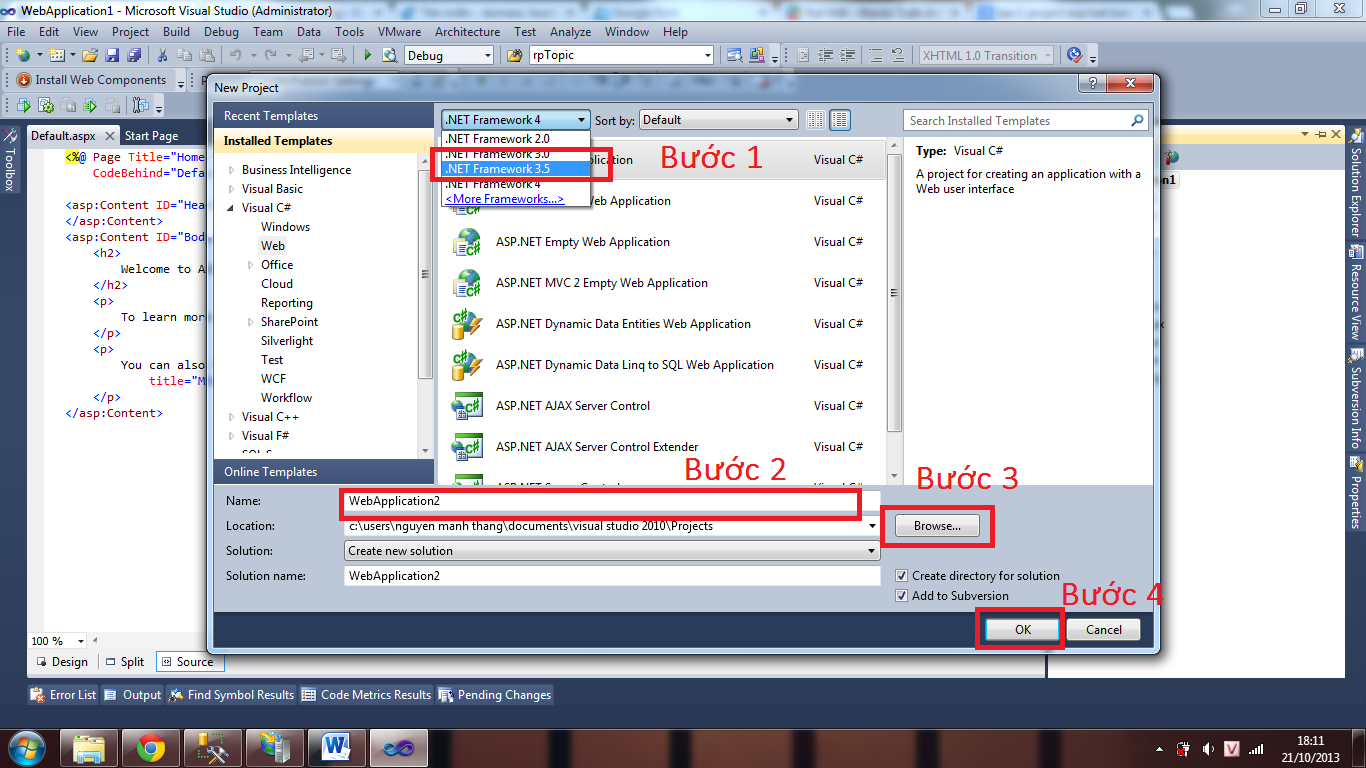 WebApplication1 - Microsoft Visual Studio (Administrator)
File Edit View Project Build Debug Team Data Tools VMware Architecture Test Analyze Window Help
Debug rpTopic XHTML 1.0 Transition
Install Web Components
New Project
Recent Templates
.NET Framework 4 Sort by: Default Search Installed Templates
Installed Templates
Business Intelligence
Visual Basic
Visual C#
Windows
Web
Office
Cloud
Reporting
SharePoint
Silverlight
Test
WCF
Workflow
Visual C++
Visual F#
Online Templates
.NET Framework 2.0
.NET Framework 3.0
.NET Framework 3.5
.NET Framework 4
<More Frameworks...>
Bước 1
Visual C#
Web Application Visual C#
ASP.NET Empty Web Application Visual C#
ASP.NET MVC 2 Empty Web Application Visual C#
ASP.NET Dynamic Data Entities Web Application Visual C#
ASP.NET Dynamic Data Linq to SQL Web Application Visual C#
ASP.NET AJAX Server Control Visual C#
ASP.NET AJAX Server Control Extender Visual C#
Type: Visual C#
A project for creating an application with a
Web user interface
Bước 2
Bước 3
Name: WebApplication2
Location: c:\users\nguyen manh thang\documents\visual studio 2010\Projects Browse...
Solution: Create new solution
Solution name: WebApplication2
Create directory for solution
Add to Subversion
Bước 4
OK Cancel
Toolbox
Default.aspx Start Page
<%@ Page Title="Home
CodeBehind="Defa
<asp:Content ID="Hea
</asp:Content>
<asp:Content ID="Bod
<h2>
Welcome to A
</h2>
<p>
To learn mor
</p>
<p>
You can also
title="M
</p>
</asp:Content>
100 %
Design Split Source
Solution Explorer
Resource View
Subversion Info
Properties
Error List Output Find Symbol Results Code Metrics Results Pending Changes
18:11
21/10/2013